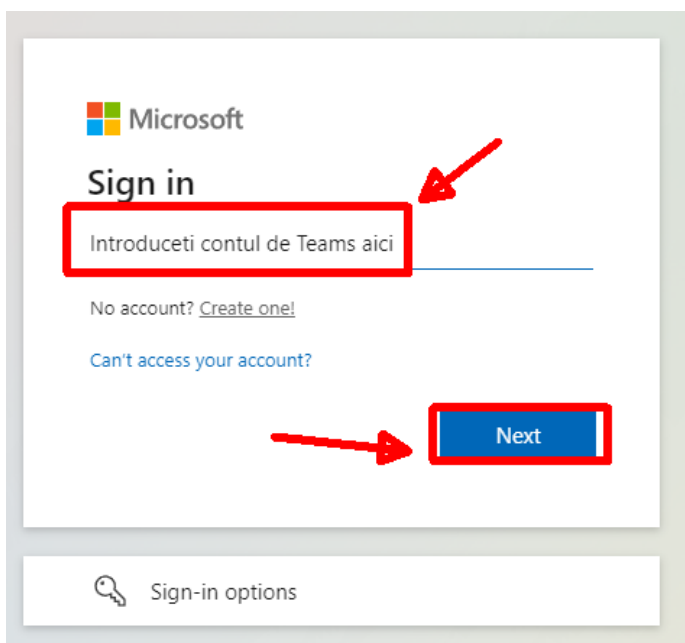 Microsoft
Sign in
Introduceti contul de Teams aici
No account? Create one!
Can't access your account?
Next
Sign-in options